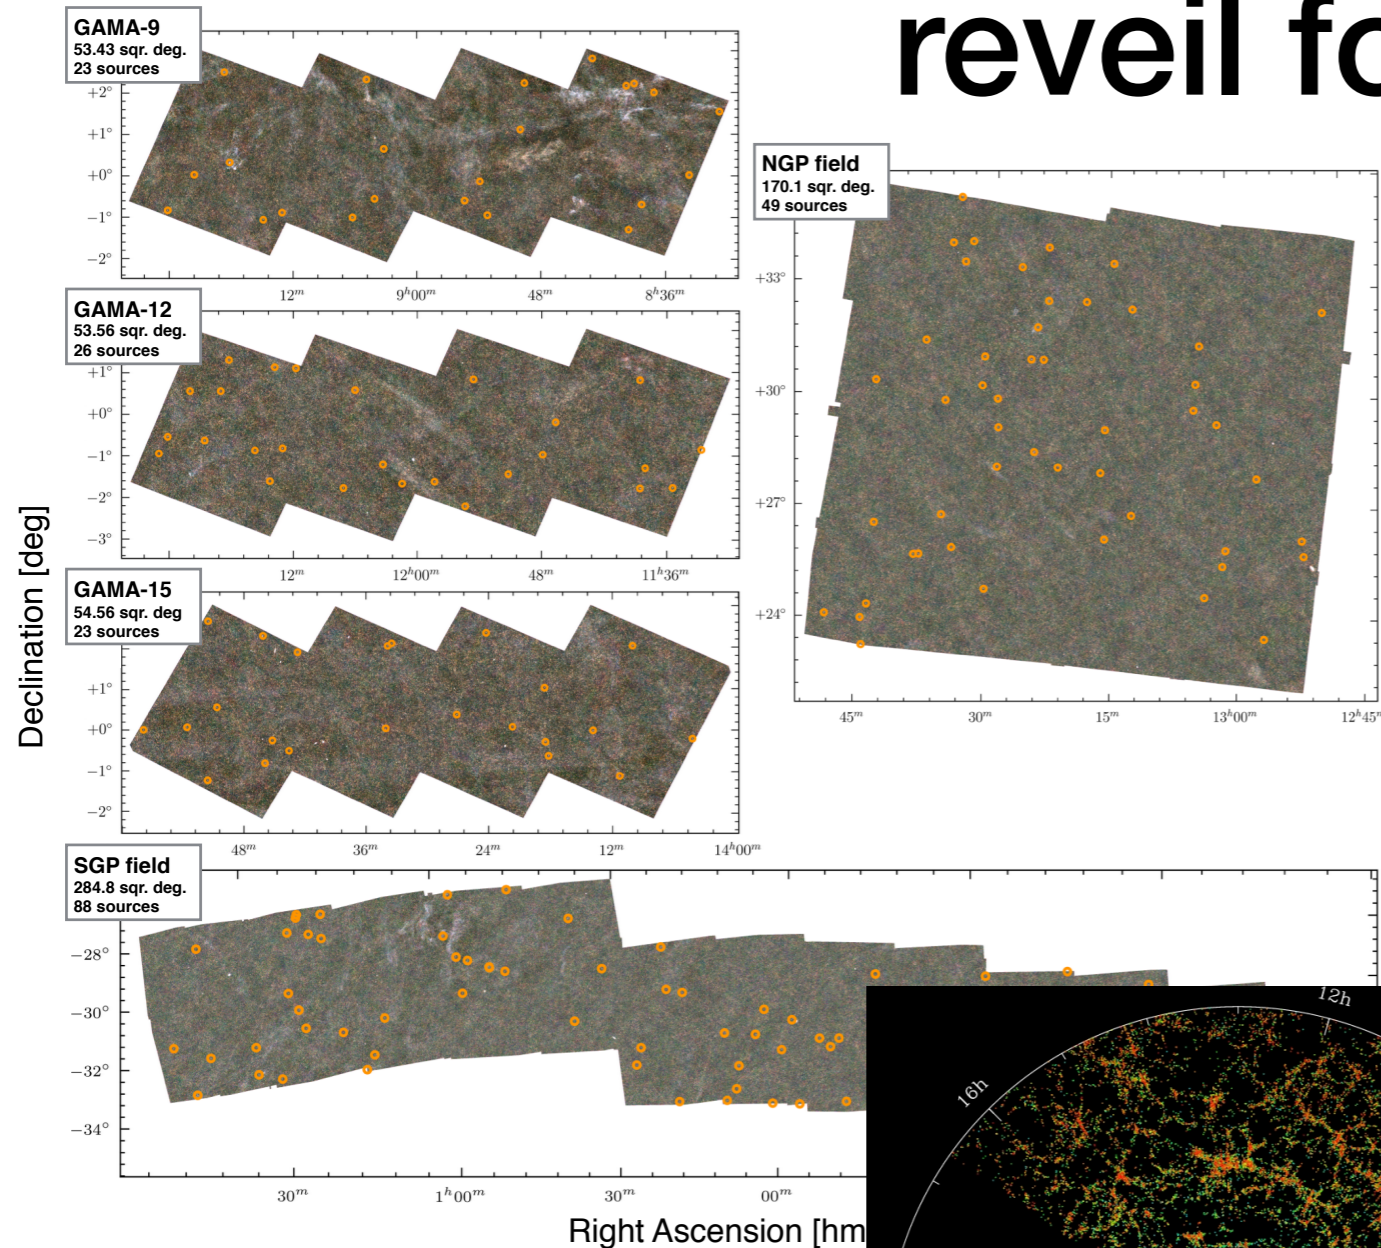 reveil fo
GAMA-9
53.43 sqr. deg.
23 sources
+2°
+1°
+0°
−1°
−2°
12m 9h00m 48m 8h36m
GAMA-12
53.56 sqr. deg.
26 sources
+1°
+0°
−1°
−2°
−3°
12m 12h00m 48m 11h36m
GAMA-15
54.56 sqr. deg
23 sources
+1°
+0°
−1°
−2°
48m 36m 24m 12m 14h00m
NGP field
170.1 sqr. deg.
49 sources
+33°
+30°
+27°
+24°
45m 30m 15m 13h00m 12h45m
SGP field
284.8 sqr. deg.
88 sources
−28°
−30°
−32°
−34°
30m 1h00m 30m 00m
Declination [deg]
Right Ascension [hm
16h
12h